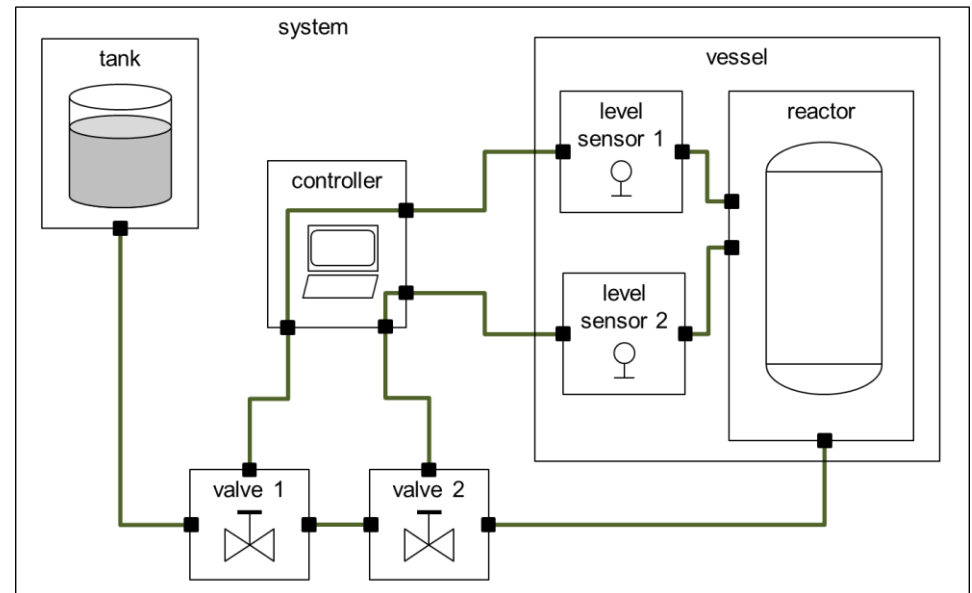 system
tank
vessel
level
sensor 1
reactor
controller
level
sensor 2
valve 1
valve 2